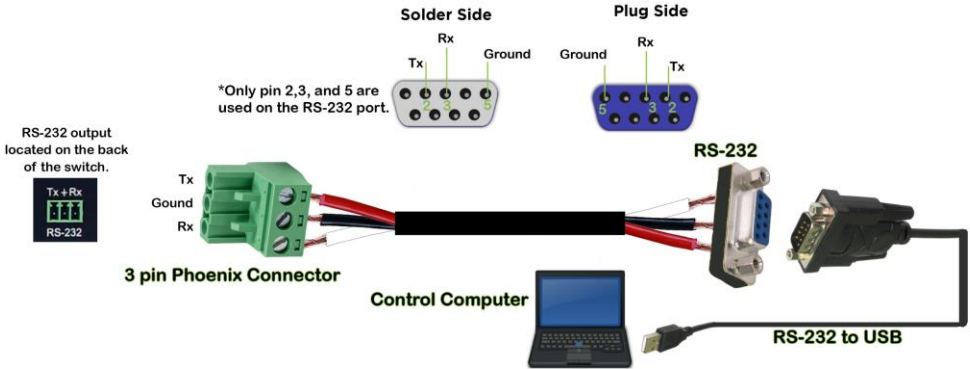 Solder Side
Plug Side
Rx
Tx
Ground
Ground
Rx
Tx
*Only pin 2,3, and 5 are
used on the RS-232 port.
2 3 5
5 3 2
RS-232 output
located on the back
of the switch.
Tx + Rx
RS-232
Tx
Gound
Rx
RS-232
3 pin Phoenix Connector
Control Computer
RS-232 to USB